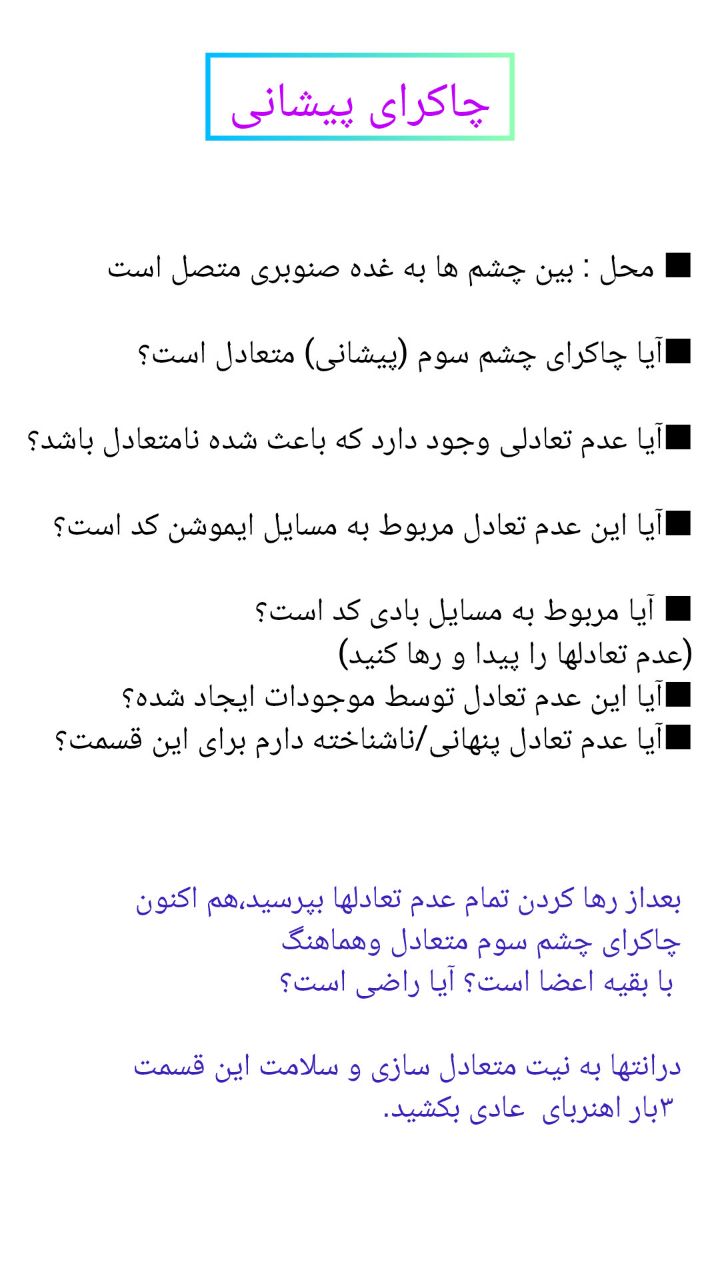 چاکرای پیشانی
■ محل : بین چشم ها به غده صنوبری متصل است
■آیا چاکرای چشم سوم (پیشانی) متعادل است؟
■آیا عدم تعادلی وجود دارد که باعث شده نامتعادل باشد؟
■آیا این عدم تعادل مربوط به مسایل ایموشن کد است؟
■ آیا مربوط به مسایل بادی کد است؟
(عدم تعادلها را پیدا و رها کنید)
■آیا این عدم تعادل توسط موجودات ایجاد شده؟
■آیا عدم تعادل پنهانی/ناشناخته دارم برای این قسمت؟
بعداز رها کردن تمام عدم تعادلها بپرسید،هم اکنون
چاکرای چشم سوم متعادل وهماهنگ
با بقیه اعضا است؟ آیا راضی است؟
درانتها به نیت متعادل سازی و سلامت این قسمت
۳بار اهنربای عادی بکشید.